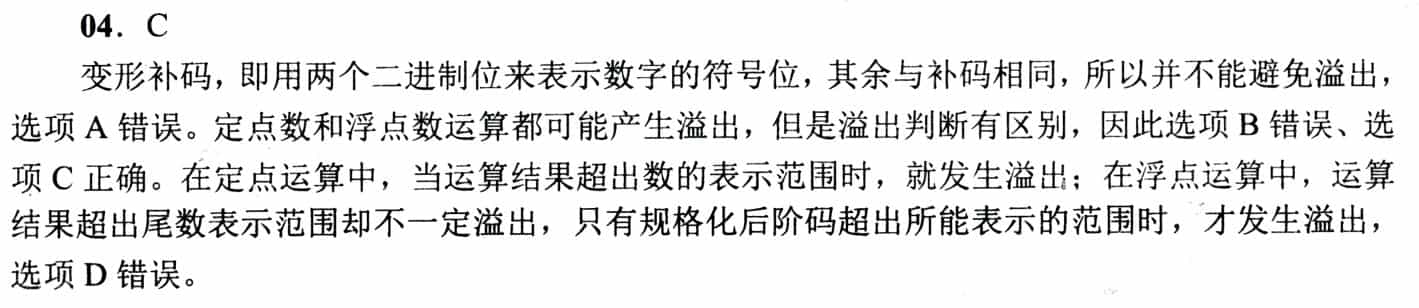 04. C
变形补码，即用两个二进制位来表示数字的符号位，其余与补码相同，所以并不能避免溢出，
选项 A 错误。定点数和浮点数运算都可能产生溢出，但是溢出判断有区别，因此选项 B 错误、选
项 C 正确。在定点运算中，当运算结果超出数的表示范围时，就发生溢出；在浮点运算中，运算
结果超出尾数表示范围却不一定溢出，只有规格化后阶码超出所能表示的范围时，才发生溢出，
选项 D 错误。